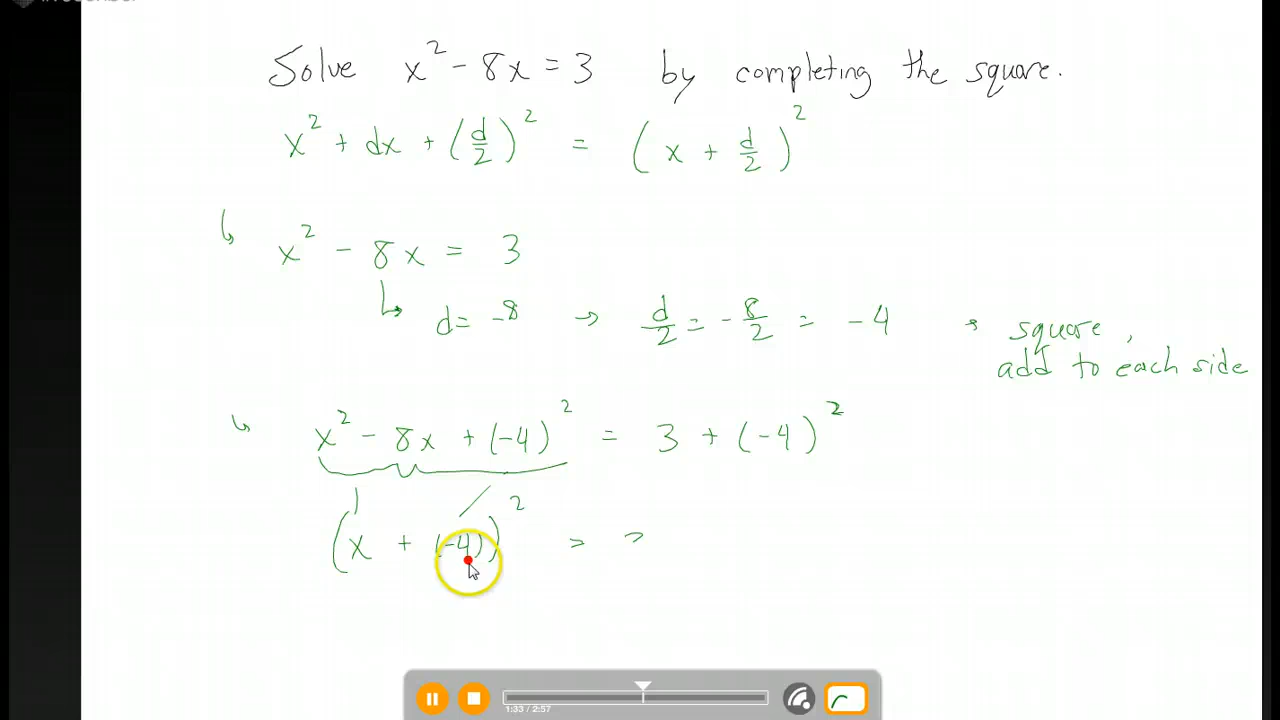 Solve x² - 8x = 3 by completing the square.
x² + dx + (d/2)² = (x + d/2)²
x² - 8x = 3
d = -8 → d/2 = -8/2 = -4 → square,
add to each side
x² - 8x + (-4)² = 3 + (-4)²
(x + (-4))² =
1:33 / 2:57